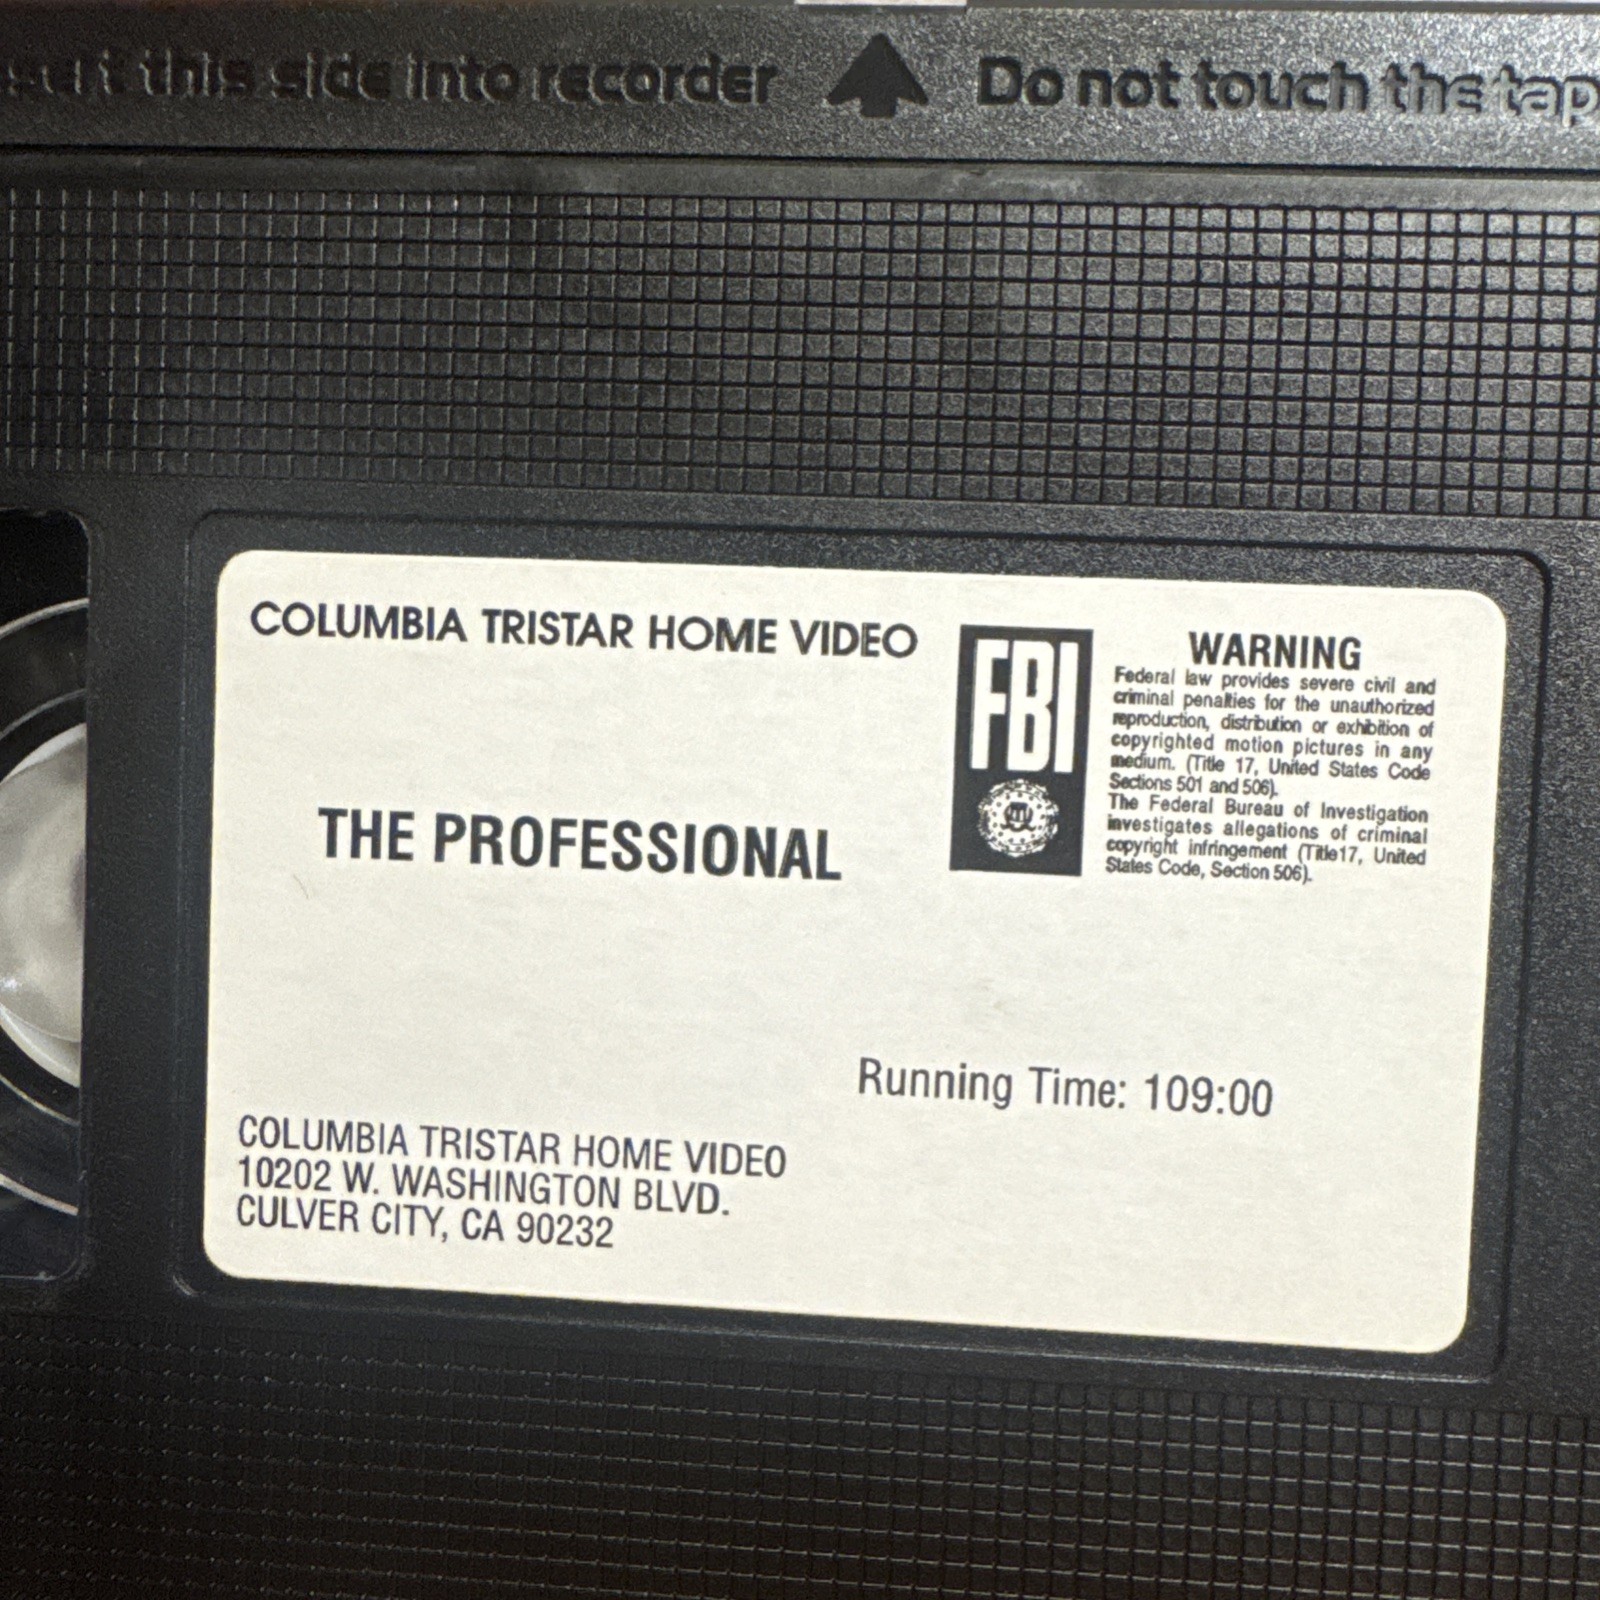 this side into recorder Do not touch the
COLUMBIA TRISTAR HOME VIDEO
THE PROFESSIONAL
FBI
WARNING
Federal law provides severe civil and
criminal penalties for the unauthorized
reproduction, distribution or exhibition of
copyrighted motion pictures in any
medium. (Title 17, United States Code
Sections 501 and 506).
The Federal Bureau of Investigation
investigates allegations of criminal
copyright infringement (Title17, United
States Code, Section 506).
Running Time: 109:00
COLUMBIA TRISTAR HOME VIDEO
10202 W. WASHINGTON BLVD.
CULVER CITY, CA 90232